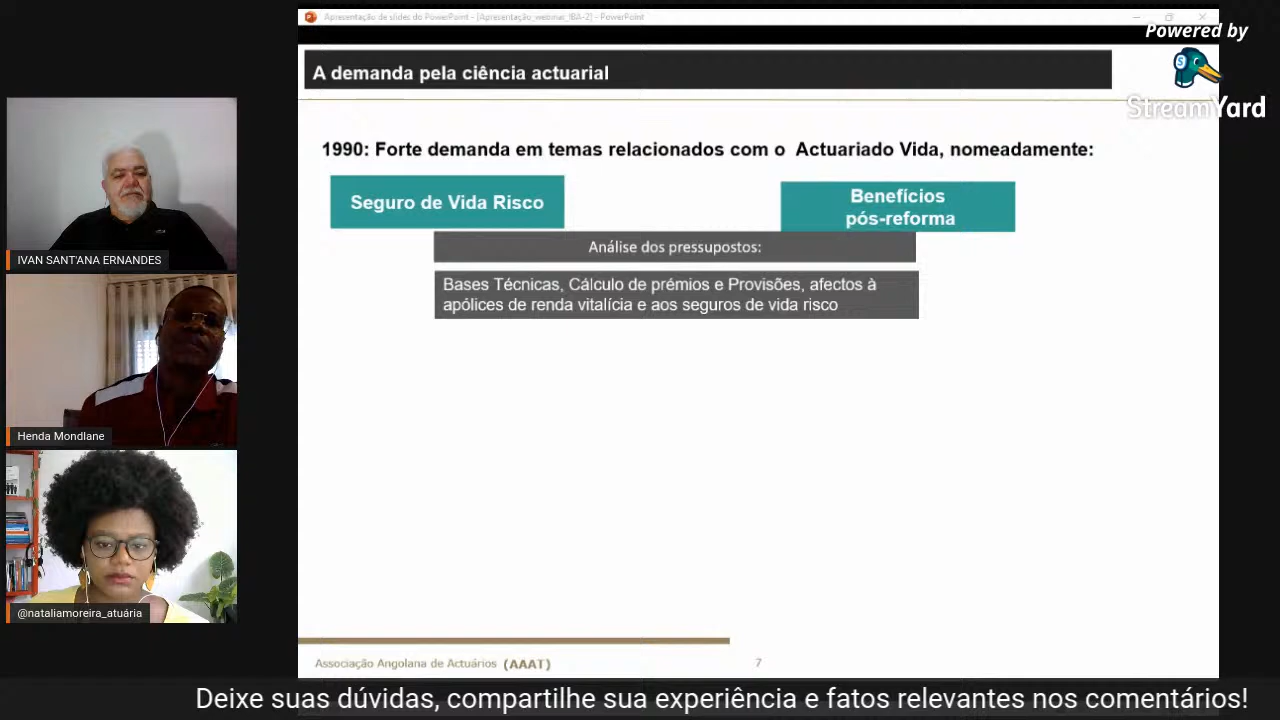 Apresentação de slides do PowerPoint - [Apresentação_webinar_IBA-2] - PowerPoint
Powered by
StreamYard
A demanda pela ciência actuarial
1990: Forte demanda em temas relacionados com o Actuariado Vida, nomeadamente:
Seguro de Vida Risco
Benefícios
pós-reforma
Análise dos pressupostos:
Bases Técnicas, Cálculo de prémios e Provisões, afectos à
apólices de renda vitalícia e aos seguros de vida risco
IVAN SANT'ANA ERNANDES
Henda Mondlane
@nataliamoreira_atuária
Associação Angolana de Actuários (AAAT)
7
Deixe suas dúvidas, compartilhe sua experiência e fatos relevantes nos comentários!